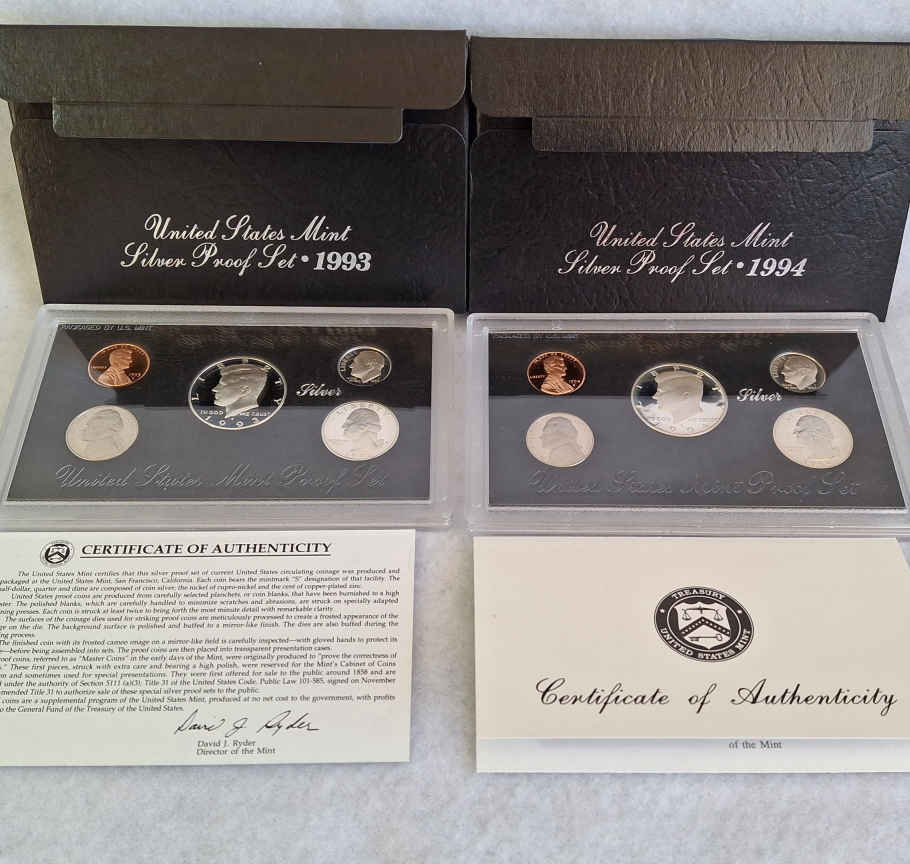 United States Mint
Silver Proof Set • 1993
United States Mint
Silver Proof Set • 1994
PACKAGED BY U.S. MINT
LIBERTY
IN GOD WE TRUST
1993
Silver
LIBERTY
United States Mint Proof Set
PACKAGED BY U.S. MINT
LIBERTY
Silver
United States Mint Proof Set
CERTIFICATE OF AUTHENTICITY
The United States Mint certifies that this silver proof set of current United States circulating coinage was produced and
packaged at the United States Mint, San Francisco, California. Each coin bears the mintmark "S" designation of that facility. The
half-dollar, quarter and dime are composed of coin silver; the nickel of cupro-nickel and the cent of copper-plated zinc.
United States proof coins are produced from carefully selected planchets, or coin blanks, that have been burnished to a high
The polished blanks, which are carefully handled to minimize scratches and abrasions, are struck on specially adapted
presses. Each coin is struck at least twice to bring forth the most minute detail with remarkable clarity.
The surfaces of the coinage dies used for striking proof coins are meticulously processed to create a frosted appearance of the
on the die. The background surface is polished and buffed to a mirror-like finish. The dies are also buffed during the
process.
The finished coin with its frosted cameo image on a mirror-like field is carefully inspected—with gloved hands to protect its
—before being assembled into sets. The proof coins are then placed into transparent presentation cases.
coins, referred to as "Master Coins" in the early days of the Mint, were originally produced to "prove the correctness of
These first pieces, struck with extra care and bearing a high polish, were reserved for the Mint's Cabinet of Coins
and sometimes used for special presentations. They were first offered for sale to the public around 1858 and are
under the authority of Section 5111 (a)(3); Title 31 of the United States Code. Public Law 101-585, signed on November
Title 31 to authorize sale of these special silver proof sets to the public.
coins are a supplemental program of the United States Mint, produced at no net cost to the government, with profits
to the General Fund of the Treasury of the United States.
David J. Ryder
David J. Ryder
Director of the Mint
TREASURY
UNITED STATES MINT
Certificate of Authenticity
of the Mint